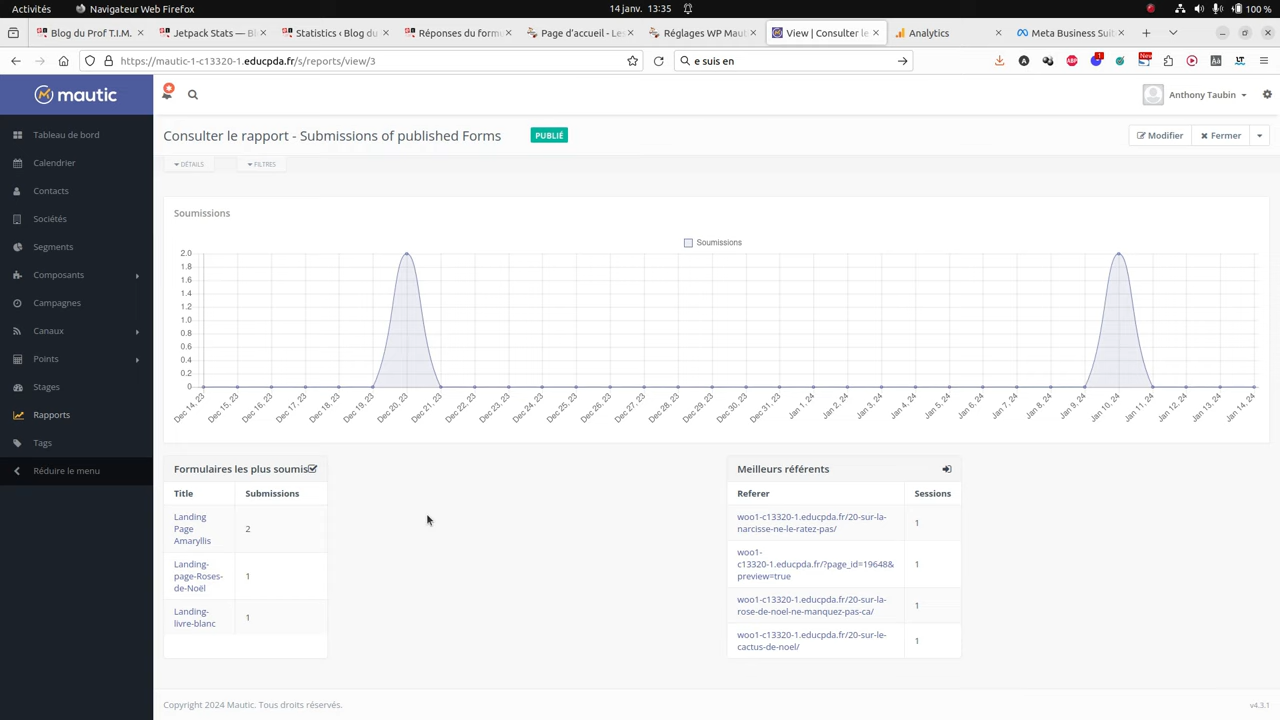 Activités
Navigateur Web Firefox
14 janv. 13:35
100 %
Blog du Prof T.I.M.
Jetpack Stats — Bl
Statistics ‹ Blog du
Réponses du formu
Page d'accueil - Les
Réglages WP Maut
View | Consulter le
Analytics
Meta Business Suit
https://mautic-1-c13320-1.educpda.fr/s/reports/view/3
e suis en
1
New
mautic
Anthony Taubin
Tableau de bord
Calendrier
Contacts
Sociétés
Segments
Composants
Campagnes
Canaux
Points
Stages
Rapports
Tags
Réduire le menu
Consulter le rapport - Submissions of published Forms
PUBLIÉ
Modifier
Fermer
DÉTAILS
FILTRES
Soumissions
Soumissions
2.0
1.8
1.6
1.4
1.2
1.0
0.8
0.6
0.4
0.2
0
Dec 14, 23
Dec 15, 23
Dec 16, 23
Dec 17, 23
Dec 18, 23
Dec 19, 23
Dec 20, 23
Dec 21, 23
Dec 22, 23
Dec 23, 23
Dec 24, 23
Dec 25, 23
Dec 26, 23
Dec 27, 23
Dec 28, 23
Dec 29, 23
Dec 30, 23
Dec 31, 23
Jan 1, 24
Jan 2, 24
Jan 3, 24
Jan 4, 24
Jan 5, 24
Jan 6, 24
Jan 7, 24
Jan 8, 24
Jan 9, 24
Jan 10, 24
Jan 11, 24
Jan 12, 24
Jan 13, 24
Jan 14, 24
Formulaires les plus soumis
Title Submissions
Landing
Page
Amaryllis
2
Landing-
page-Roses-
de-Noël
1
Landing-
livre-blanc
1
Meilleurs référents
Referer Sessions
woo1-c13320-1.educpda.fr/20-sur-la-
narcisse-ne-le-ratez-pas/
1
woo1-
c13320-1.educpda.fr/?page_id=19648&
preview=true
1
woo1-c13320-1.educpda.fr/20-sur-la-
rose-de-noel-ne-manquez-pas-ca/
1
woo1-c13320-1.educpda.fr/20-sur-le-
cactus-de-noel/
1
Copyright 2024 Mautic. Tous droits réservés.
v4.3.1